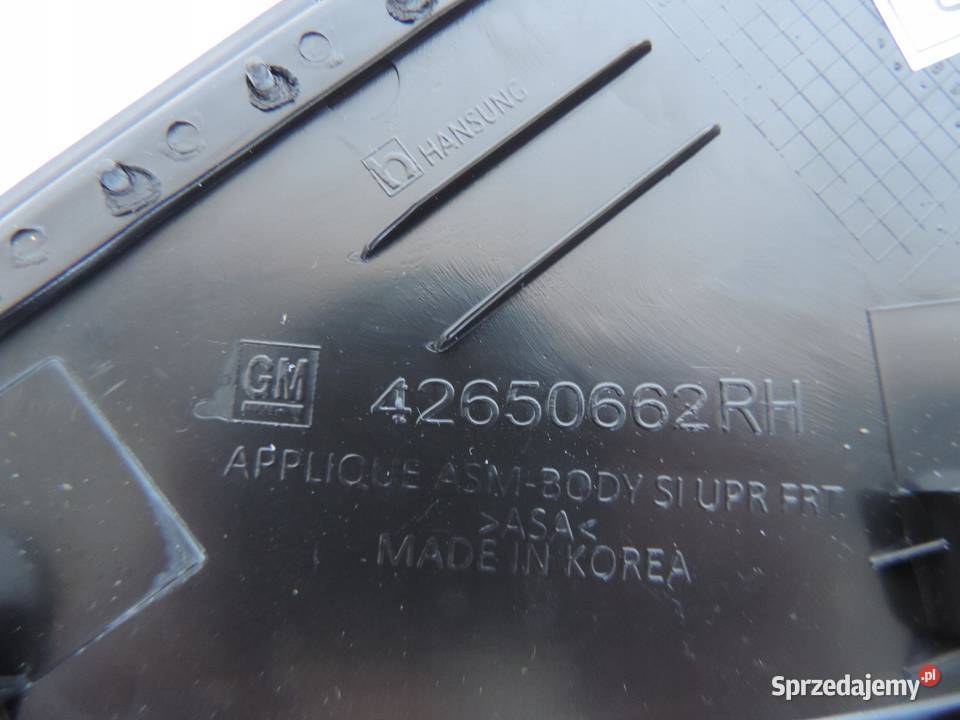 HANSUNG
GM 42650662RH
APPLIQUE ASM-BODY SI UPR FRT
>ASA<
MADE IN KOREA
Sprzedajemy.pl